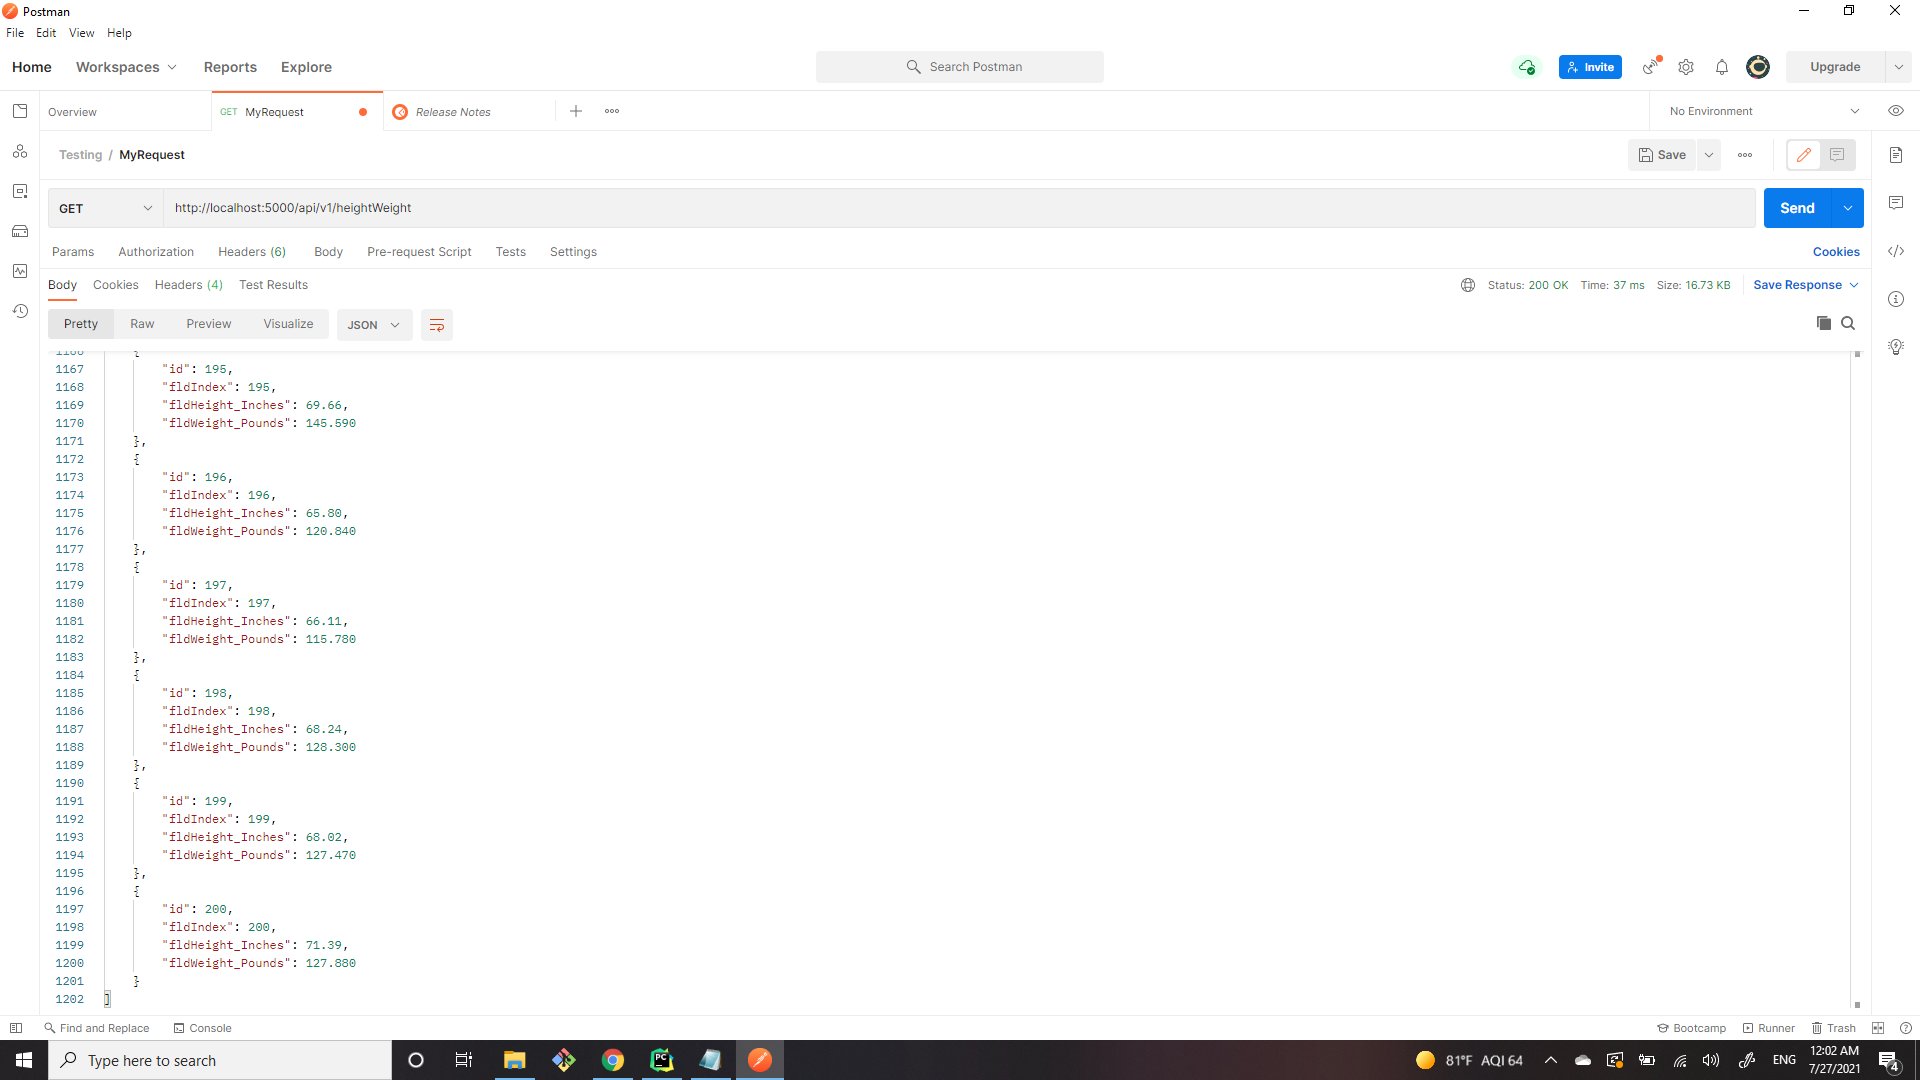 Postman
File Edit View Help
Home Workspaces Reports Explore Search Postman Invite Upgrade
Overview GET MyRequest Release Notes No Environment
Testing / MyRequest Save
GET http://localhost:5000/api/v1/heightWeight Send
Params Authorization Headers (6) Body Pre-request Script Tests Settings Cookies
Body Cookies Headers (4) Test Results Status: 200 OK Time: 37 ms Size: 16.73 KB Save Response
Pretty Raw Preview Visualize JSON
1166 {
1167 "id": 195,
1168 "fldIndex": 195,
1169 "fldHeight_Inches": 69.66,
1170 "fldWeight_Pounds": 145.590
1171 },
1172 {
1173 "id": 196,
1174 "fldIndex": 196,
1175 "fldHeight_Inches": 65.80,
1176 "fldWeight_Pounds": 120.840
1177 },
1178 {
1179 "id": 197,
1180 "fldIndex": 197,
1181 "fldHeight_Inches": 66.11,
1182 "fldWeight_Pounds": 115.780
1183 },
1184 {
1185 "id": 198,
1186 "fldIndex": 198,
1187 "fldHeight_Inches": 68.24,
1188 "fldWeight_Pounds": 128.300
1189 },
1190 {
1191 "id": 199,
1192 "fldIndex": 199,
1193 "fldHeight_Inches": 68.02,
1194 "fldWeight_Pounds": 127.470
1195 },
1196 {
1197 "id": 200,
1198 "fldIndex": 200,
1199 "fldHeight_Inches": 71.39,
1200 "fldWeight_Pounds": 127.880
1201 }
1202 ]
Find and Replace Console Bootcamp Runner Trash
Type here to search PC 81°F AQI 64 ENG 12:02 AM 4
7/27/2021